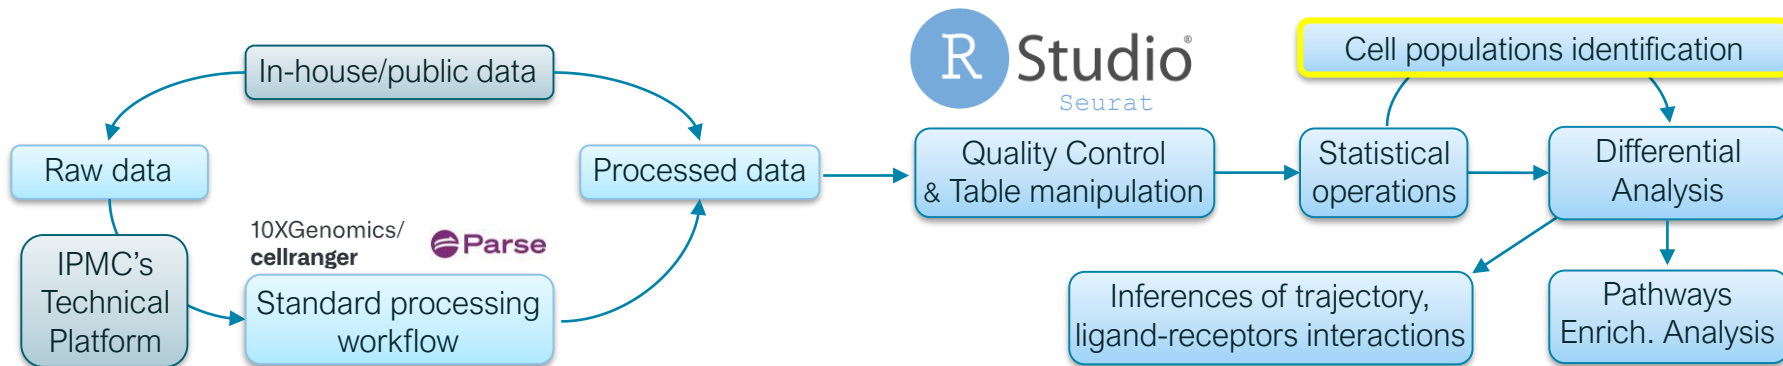 In-house/public data
Raw data
Processed data
IPMC's
Technical
Platform
10XGenomics/
cellranger
Parse
Standard processing
workflow
R Studio®
Seurat
Quality Control
& Table manipulation
Statistical
operations
Cell populations identification
Differential
Analysis
Inferences of trajectory,
ligand-receptors interactions
Pathways
Enrich. Analysis